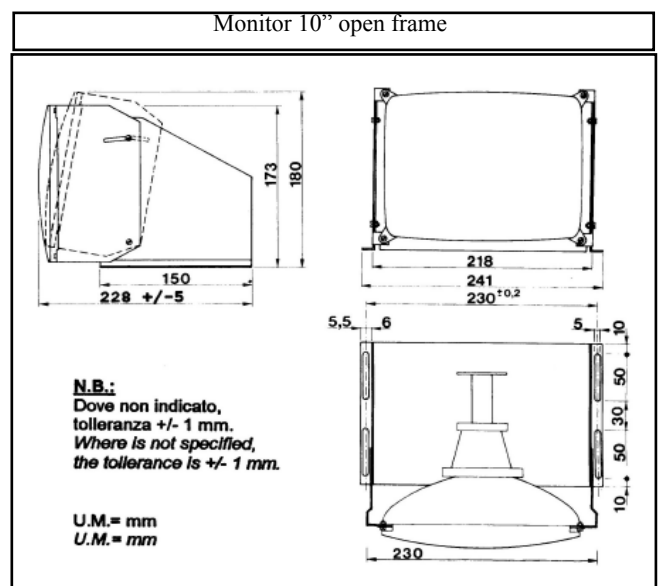 Monitor 10” open frame
173
180
150
228 +/-5
218
241
230±0,2
5,5
6
5
10
50
30
50
10
230
N.B.:
Dove non indicato,
tolleranza +/- 1 mm.
Where is not specified,
the tollerance is +/- 1 mm.
U.M.= mm
U.M.= mm